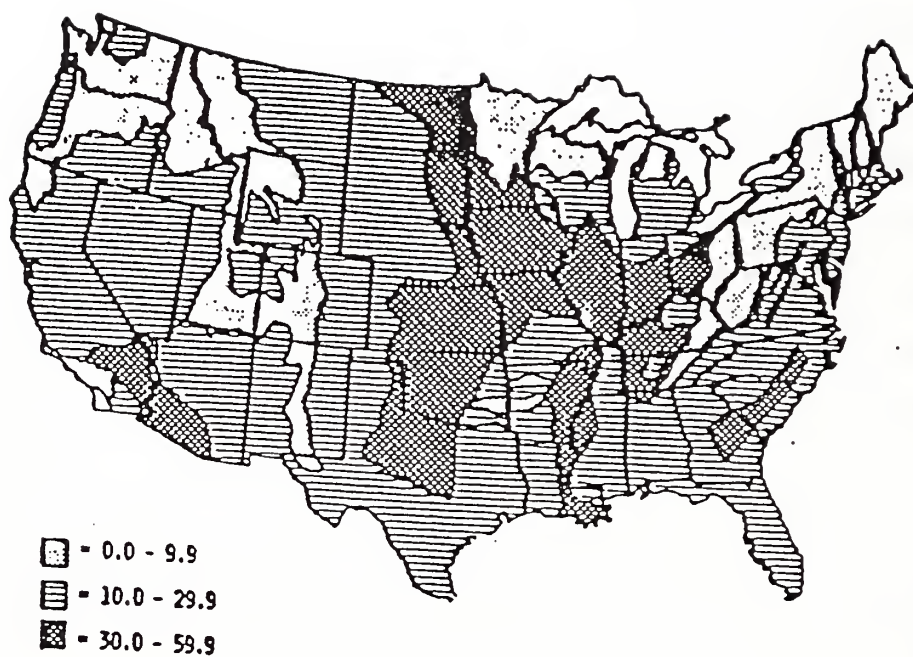 = 0.0 - 9.9
= 10.0 - 29.9
= 30.0 - 59.9